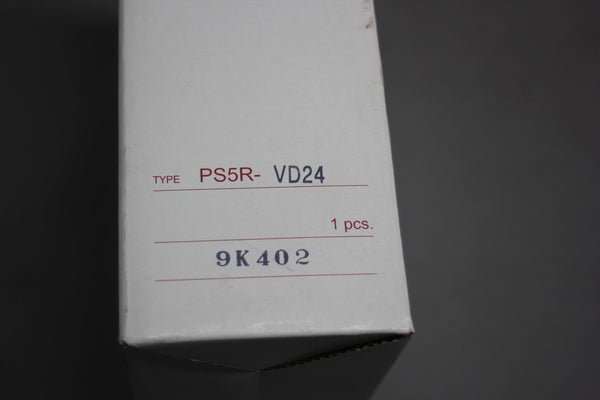 TYPE PS5R- VD24
1 pcs.
9K402